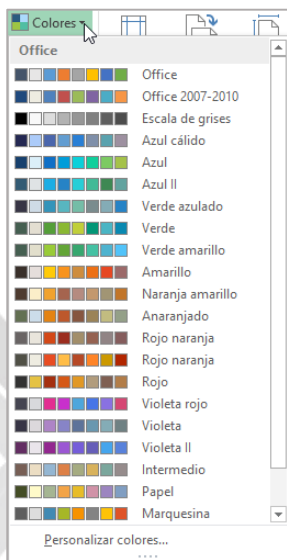 Colores
Office
Office
Office 2007-2010
Escala de grises
Azul cálido
Azul
Azul II
Verde azulado
Verde
Verde amarillo
Amarillo
Naranja amarillo
Anaranjado
Rojo naranja
Rojo naranja
Rojo
Violeta rojo
Violeta
Violeta II
Intermedio
Papel
Marquesina
Personalizar colores...